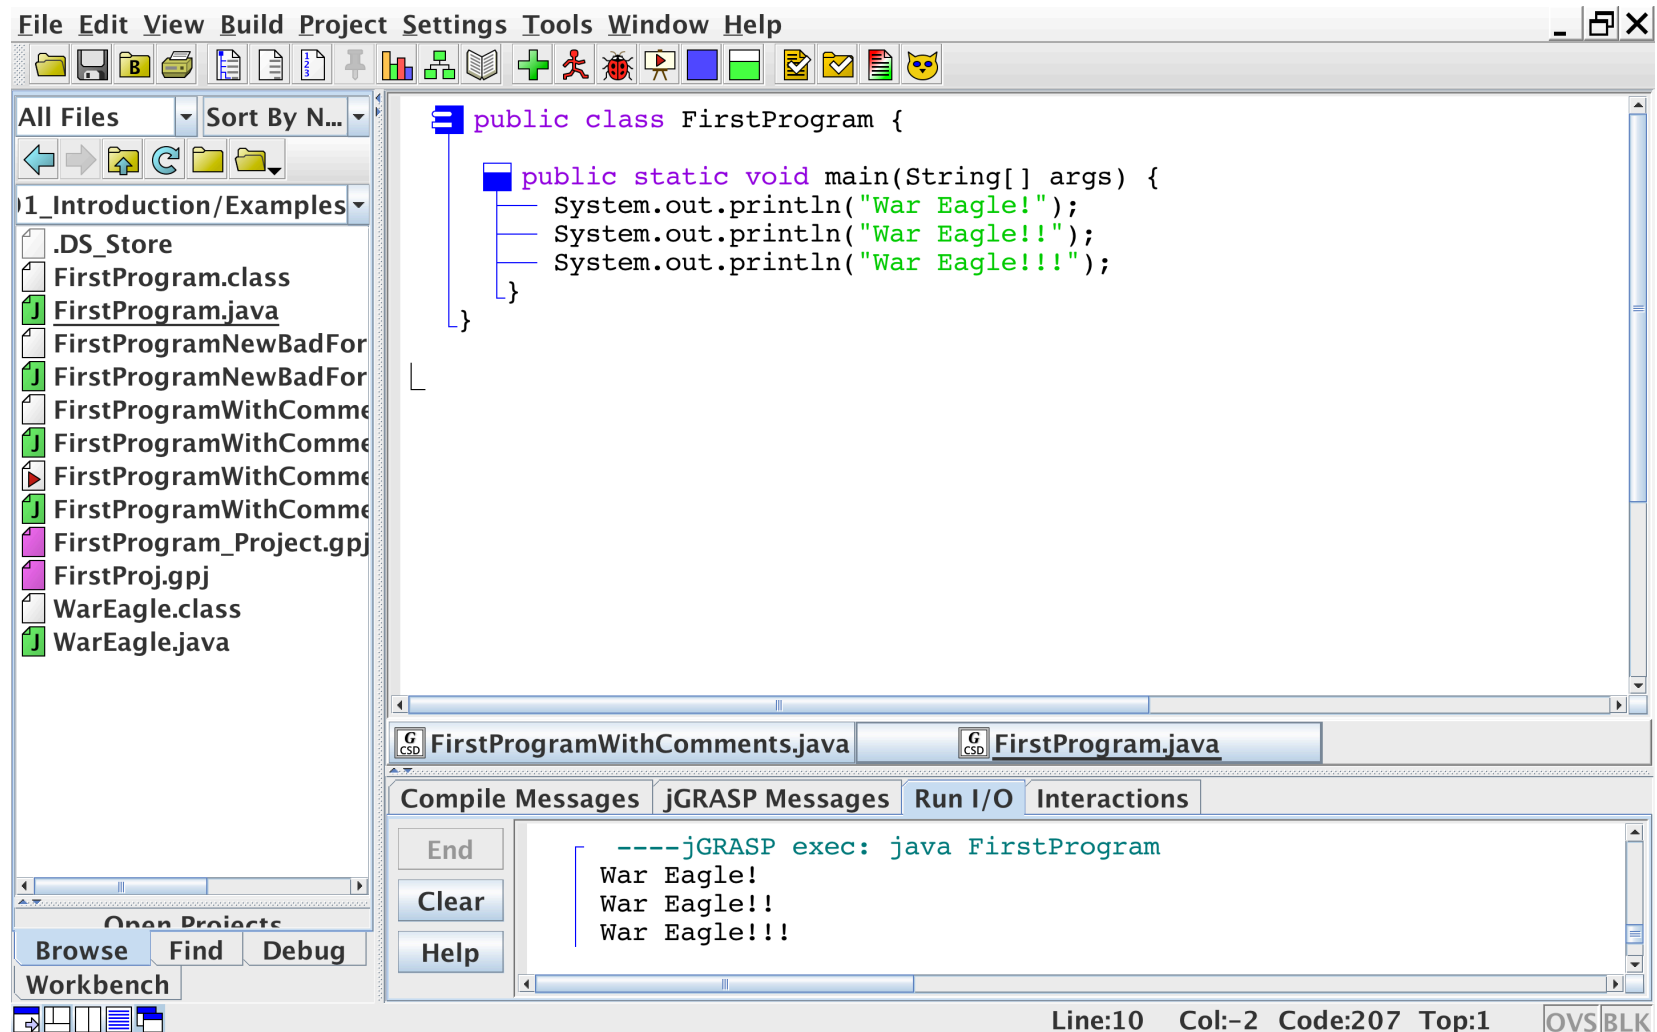 File Edit View Build Project Settings Tools Window Help
B
1 2 3
All Files
Sort By N...
1_Introduction/Examples
.DS_Store
FirstProgram.class
FirstProgram.java
FirstProgramNewBadFor
FirstProgramNewBadFor
FirstProgramWithComme
FirstProgramWithComme
FirstProgramWithComme
FirstProgramWithComme
FirstProgram_Project.gpj
FirstProj.gpj
WarEagle.class
WarEagle.java
Open Projects
Browse Find Debug
Workbench
public class FirstProgram {
public static void main(String[] args) {
System.out.println("War Eagle!");
System.out.println("War Eagle!!");
System.out.println("War Eagle!!!");
}
}
G CSD FirstProgramWithComments.java
G CSD FirstProgram.java
Compile Messages jGRASP Messages Run I/O Interactions
End
Clear
Help
----jGRASP exec: java FirstProgram
War Eagle!
War Eagle!!
War Eagle!!!
Line:10 Col:-2 Code:207 Top:1 OVS BLK